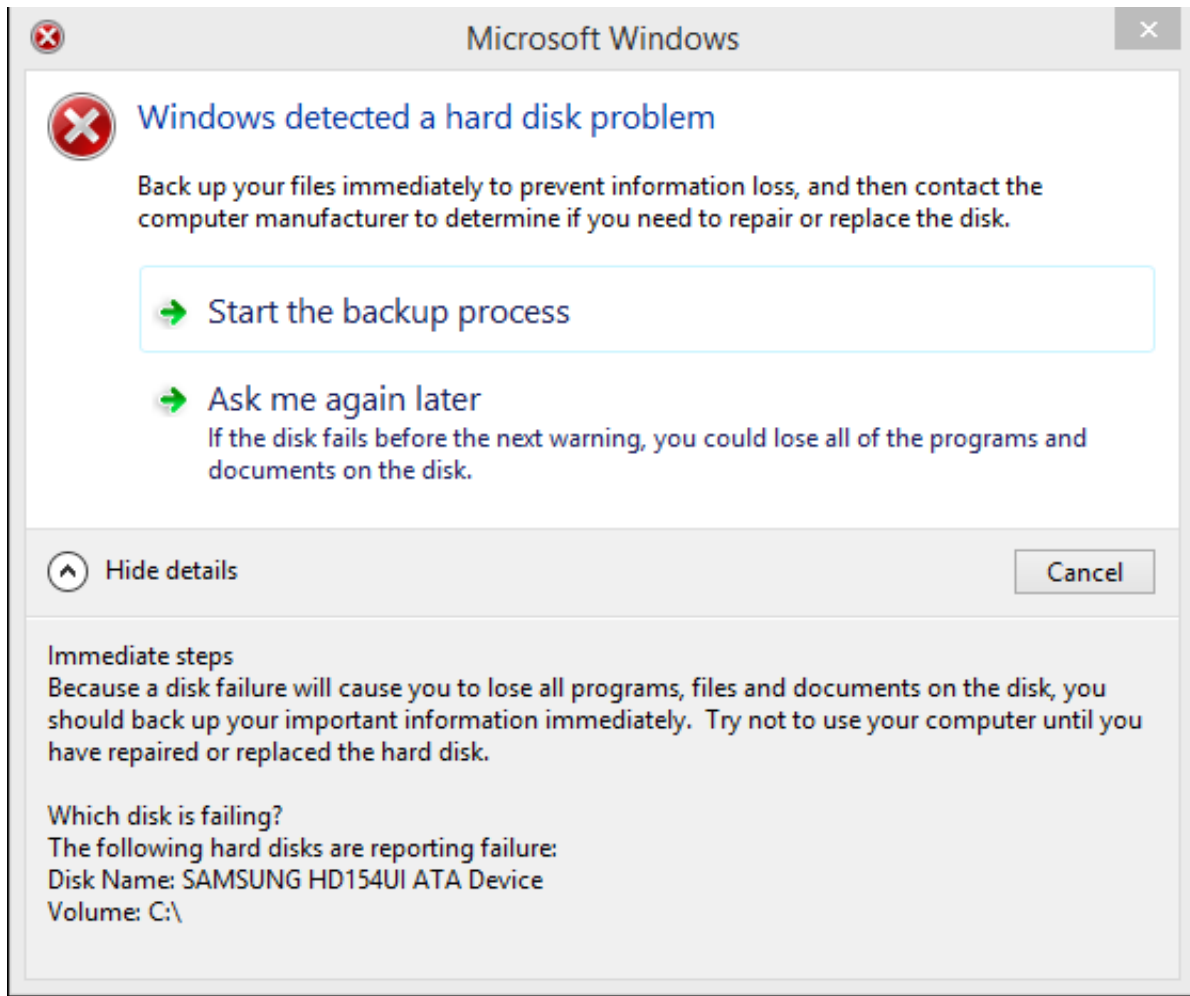 Microsoft Windows
Windows detected a hard disk problem
Back up your files immediately to prevent information loss, and then contact the
computer manufacturer to determine if you need to repair or replace the disk.
Start the backup process
Ask me again later
If the disk fails before the next warning, you could lose all of the programs and
documents on the disk.
Hide details
Cancel
Immediate steps
Because a disk failure will cause you to lose all programs, files and documents on the disk, you
should back up your important information immediately.  Try not to use your computer until you
have repaired or replaced the hard disk.
Which disk is failing?
The following hard disks are reporting failure:
Disk Name: SAMSUNG HD154UI ATA Device
Volume: C:\